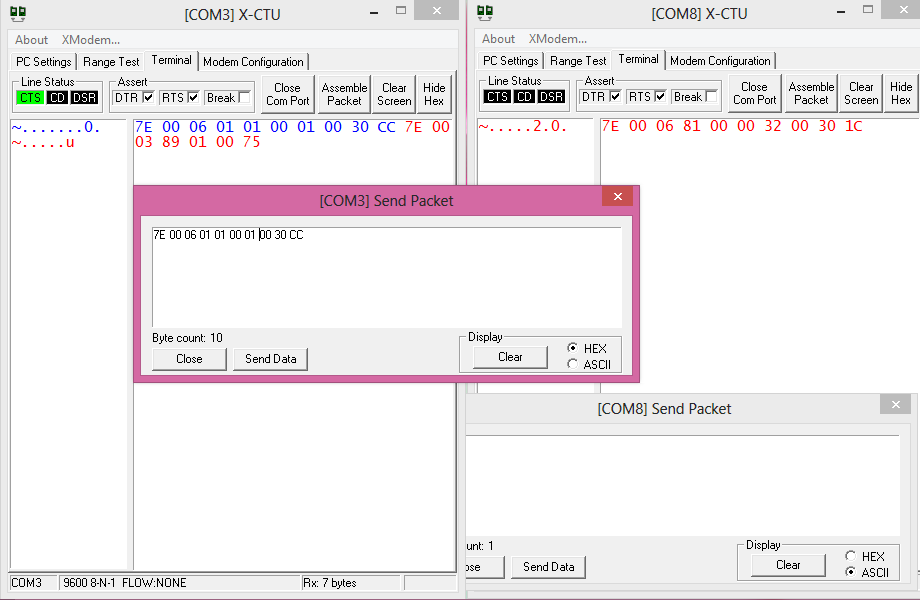 [COM3] X-CTU
About XModem...
PC Settings Range Test Terminal Modem Configuration
Line Status
CTS CD DSR
Assert
DTR RTS Break
Close Com Port
Assemble Packet
Clear Screen
Hide Hex
~.......0.
~.....u
7E 00 06 01 01 00 01 00 30 CC 7E 00
03 89 01 00 75
[COM8] X-CTU
About XModem...
PC Settings Range Test Terminal Modem Configuration
Line Status
CTS CD DSR
Assert
DTR RTS Break
Close Com Port
Assemble Packet
Clear Screen
Hide Hex
~.....2.0.
7E 00 06 81 00 00 32 00 30 1C
[COM3] Send Packet
7E 00 06 01 01 00 01 00 30 CC
Byte count: 10
Close Send Data
Display
Clear
HEX
ASCII
[COM8] Send Packet
unt: 1
ose Send Data
Display
Clear
HEX
ASCII
COM3 9600 8-N-1 FLOW:NONE Rx: 7 bytes